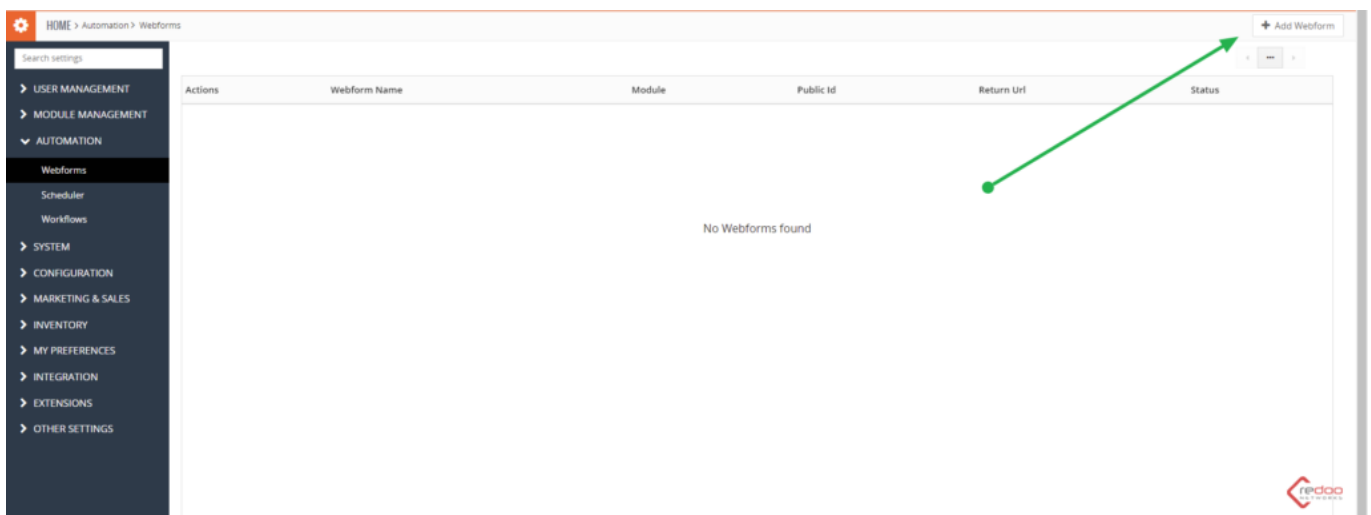 HOME > Automation > Webforms
+ Add Webform
Search settings
USER MANAGEMENT
MODULE MANAGEMENT
AUTOMATION
Webforms
Scheduler
Workflows
SYSTEM
CONFIGURATION
MARKETING & SALES
INVENTORY
MY PREFERENCES
INTEGRATION
EXTENSIONS
OTHER SETTINGS
Actions Webform Name Module Public Id Return Url Status
No Webforms found
redoo
NETWORKS